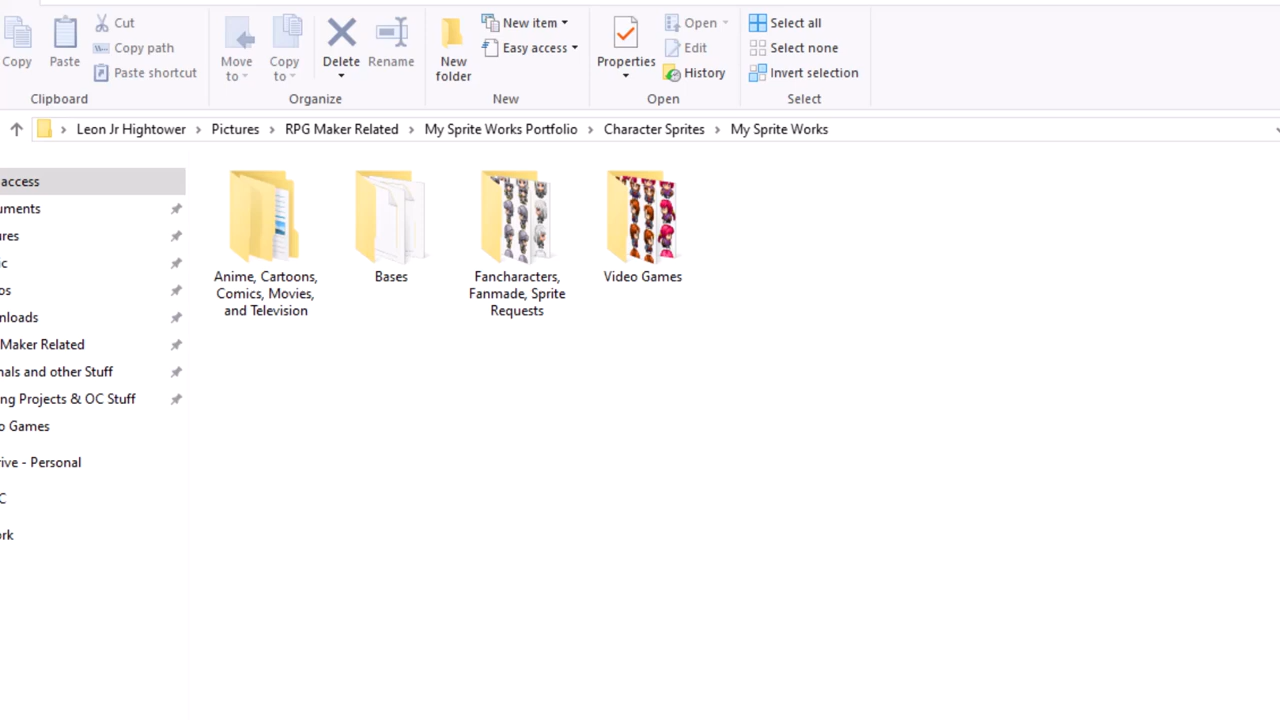 Copy
Paste
Cut
Copy path
Paste shortcut
Clipboard
Move to
Copy to
Delete
Rename
Organize
New folder
New item
Easy access
New
Properties
Open
Edit
History
Open
Select all
Select none
Invert selection
Select
Leon Jr Hightower > Pictures > RPG Maker Related > My Sprite Works Portfolio > Character Sprites > My Sprite Works
access
uments
ures
ic
os
nloads
Maker Related
nals and other Stuff
ng Projects & OC Stuff
o Games
rive - Personal
C
ork
Anime, Cartoons,
Comics, Movies,
and Television
Bases
Fancharacters,
Fanmade, Sprite
Requests
Video Games